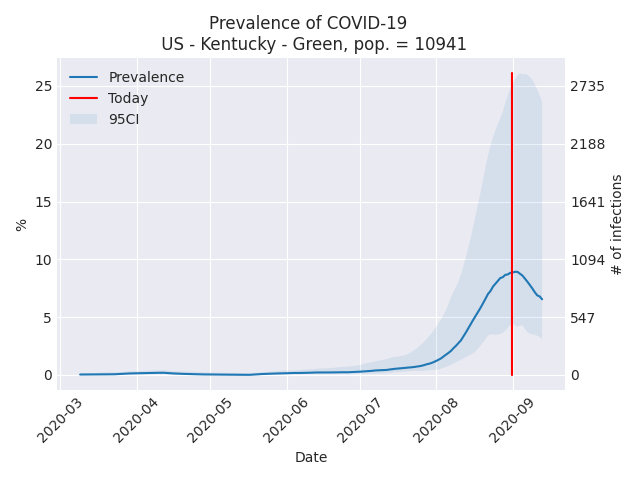 Prevalence of COVID-19
US - Kentucky - Green, pop. = 10941
Prevalence
Today
95CI
25
20
15
10
5
0
%
2735
2188
1641
1094
547
0
# of infections
2020-03
2020-04
2020-05
2020-06
2020-07
2020-08
2020-09
Date